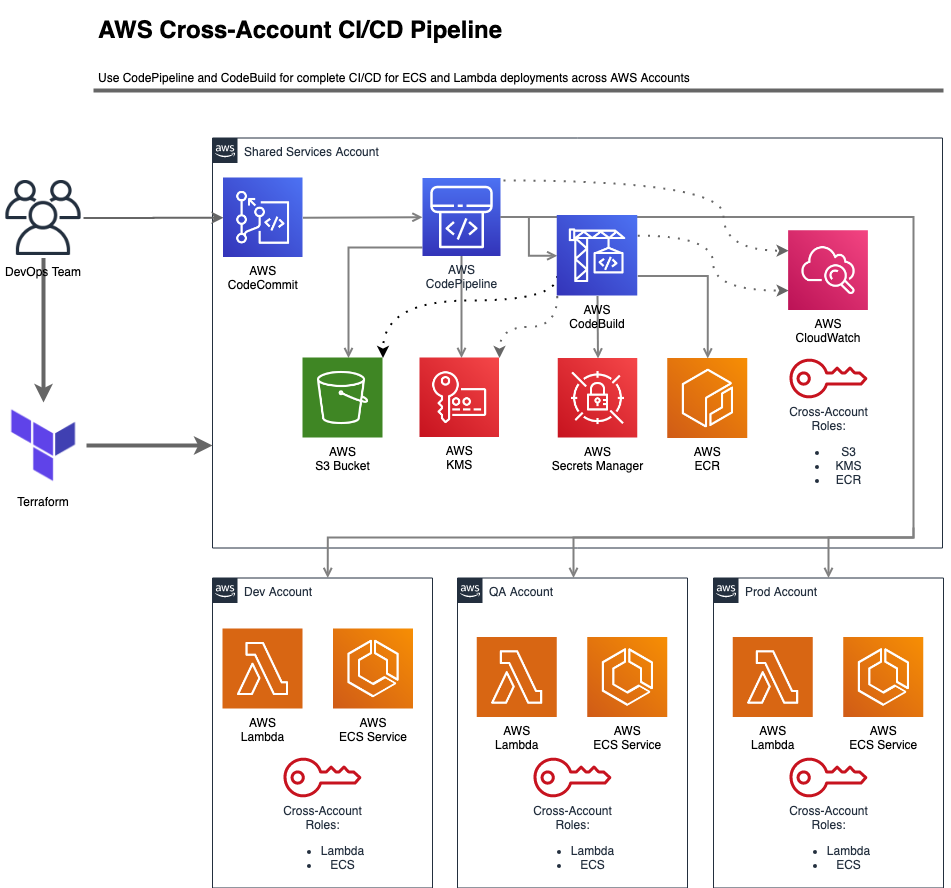 AWS Cross-Account CI/CD Pipeline
Use CodePipeline and CodeBuild for complete CI/CD for ECS and Lambda deployments across AWS Accounts
aws
Shared Services Account
DevOps Team
AWS
CodeCommit
AWS
CodePipeline
AWS
CodeBuild
AWS
CloudWatch
Terraform
AWS
S3 Bucket
AWS
KMS
AWS
Secrets Manager
AWS
ECR
Cross-Account
Roles:
• S3
• KMS
• ECR
aws
Dev Account
AWS
Lambda
AWS
ECS Service
Cross-Account
Roles:
• Lambda
• ECS
aws
QA Account
AWS
Lambda
AWS
ECS Service
Cross-Account
Roles:
• Lambda
• ECS
aws
Prod Account
AWS
Lambda
AWS
ECS Service
Cross-Account
Roles:
• Lambda
• ECS